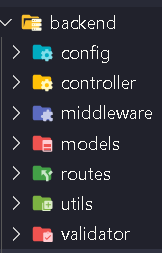 backend
config
controller
middleware
models
routes
utils
validator